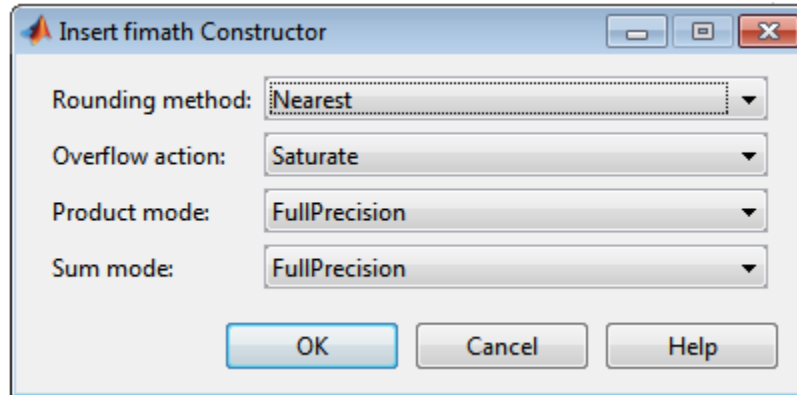 Insert fimath Constructor
Rounding method: Nearest
Overflow action: Saturate
Product mode: FullPrecision
Sum mode: FullPrecision
OK Cancel Help